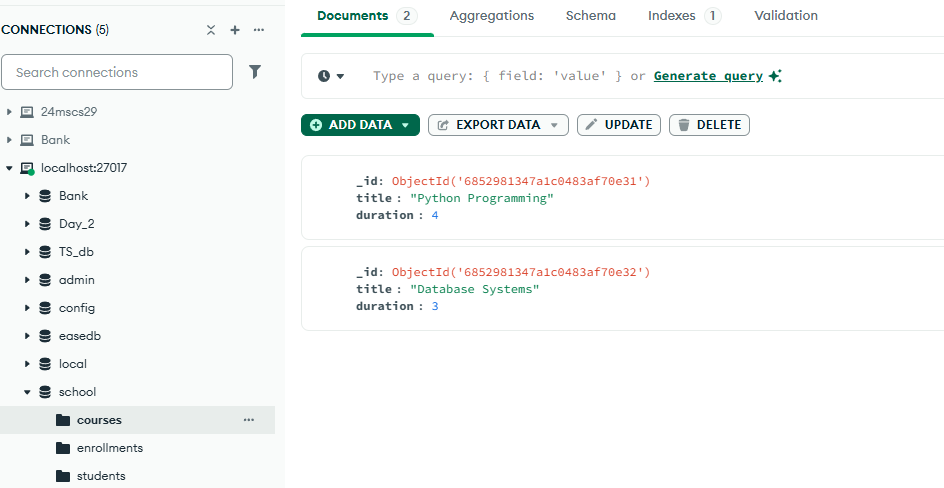 CONNECTIONS (5)
Search connections
24mscs29
Bank
localhost:27017
Bank
Day_2
TS_db
admin
config
easedb
local
school
courses
enrollments
students
Documents 2 Aggregations Schema Indexes 1 Validation
Type a query: { field: 'value' } or Generate query
ADD DATA EXPORT DATA UPDATE DELETE
_id: ObjectId('6852981347a1c0483af70e31')
title : "Python Programming"
duration : 4
_id: ObjectId('6852981347a1c0483af70e32')
title : "Database Systems"
duration : 3